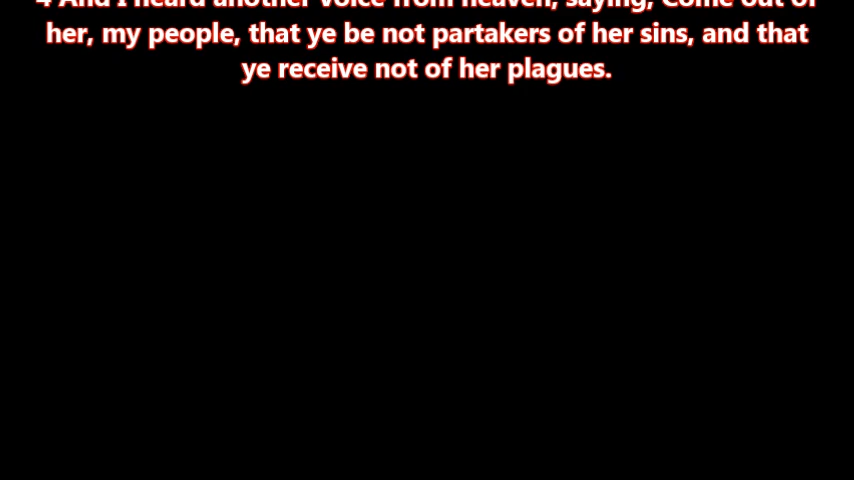 4 And I heard another voice from heaven, saying, Come out of
her, my people, that ye be not partakers of her sins, and that
ye receive not of her plagues.